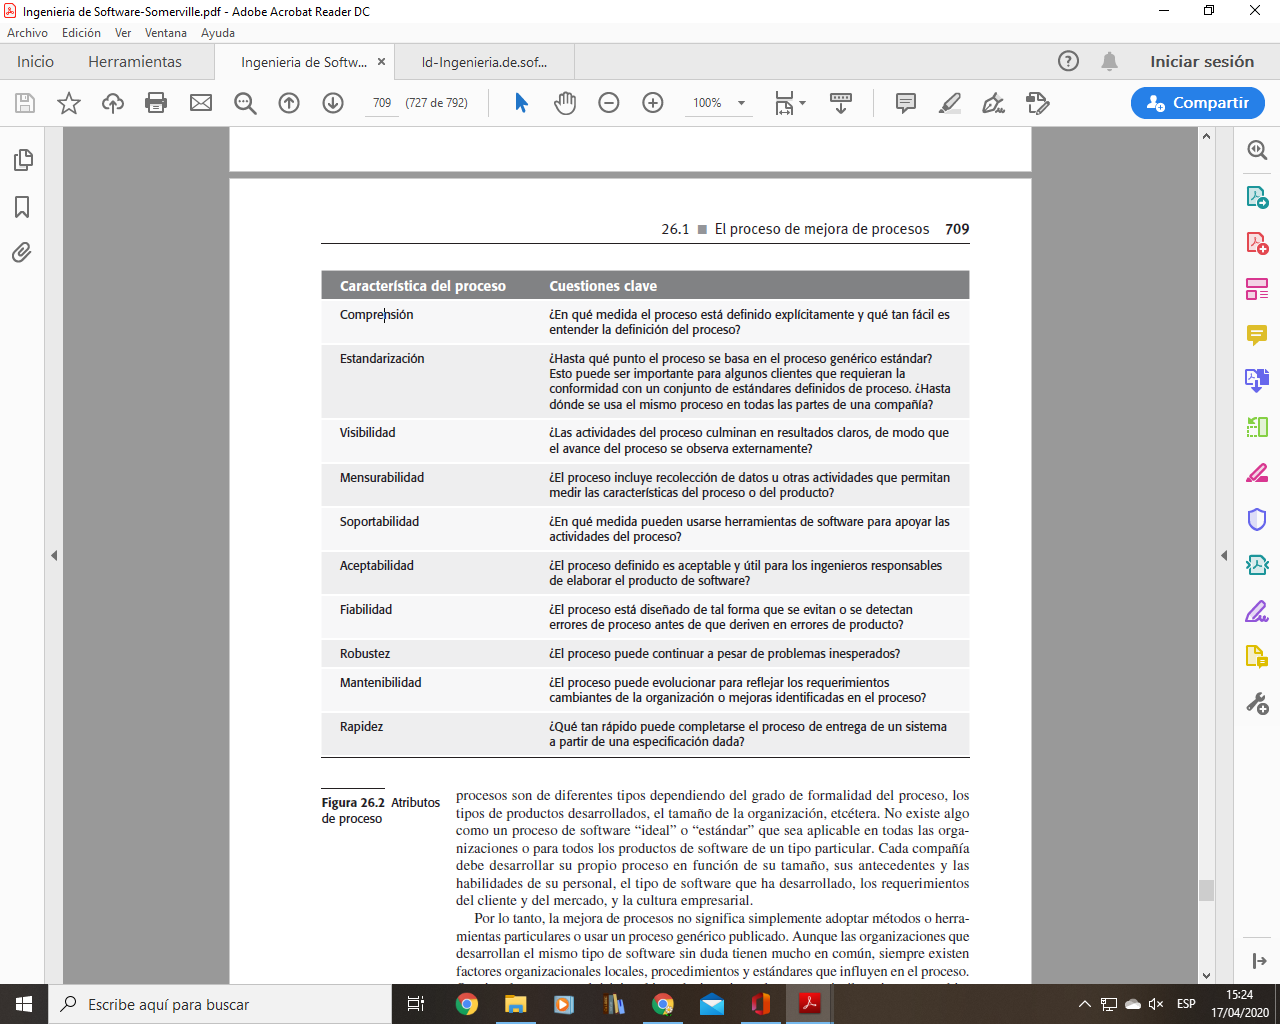 Ingenieria de Software-Somerville.pdf - Adobe Acrobat Reader DC
Archivo Edición Ver Ventana Ayuda
Inicio Herramientas Ingenieria de Softw... × Id-Ingenieria.de.sof... Iniciar sesión
709 (727 de 792) 100% Compartir
26.1 ■ El proceso de mejora de procesos 709
Característica del proceso Cuestiones clave
Comprensión ¿En qué medida el proceso está definido explícitamente y qué tan fácil es
entender la definición del proceso?
Estandarización ¿Hasta qué punto el proceso se basa en el proceso genérico estándar?
Esto puede ser importante para algunos clientes que requieran la
conformidad con un conjunto de estándares definidos de proceso. ¿Hasta
dónde se usa el mismo proceso en todas las partes de una compañía?
Visibilidad ¿Las actividades del proceso culminan en resultados claros, de modo que
el avance del proceso se observa externamente?
Mensurabilidad ¿El proceso incluye recolección de datos u otras actividades que permitan
medir las características del proceso o del producto?
Soportabilidad ¿En qué medida pueden usarse herramientas de software para apoyar las
actividades del proceso?
Aceptabilidad ¿El proceso definido es aceptable y útil para los ingenieros responsables
de elaborar el producto de software?
Fiabilidad ¿El proceso está diseñado de tal forma que se evitan o se detectan
errores de proceso antes de que deriven en errores de producto?
Robustez ¿El proceso puede continuar a pesar de problemas inesperados?
Mantenibilidad ¿El proceso puede evolucionar para reflejar los requerimientos
cambiantes de la organización o mejoras identificadas en el proceso?
Rapidez ¿Qué tan rápido puede completarse el proceso de entrega de un sistema
a partir de una especificación dada?
Figura 26.2 Atributos
de proceso
procesos son de diferentes tipos dependiendo del grado de formalidad del proceso, los
tipos de productos desarrollados, el tamaño de la organización, etcétera. No existe algo
como un proceso de software “ideal” o “estándar” que sea aplicable en todas las orga-
nizaciones o para todos los productos de software de un tipo particular. Cada compañía
debe desarrollar su propio proceso en función de su tamaño, sus antecedentes y las
habilidades de su personal, el tipo de software que ha desarrollado, los requerimientos
del cliente y del mercado, y la cultura empresarial.
Por lo tanto, la mejora de procesos no significa simplemente adoptar métodos o herra-
mientas particulares o usar un proceso genérico publicado. Aunque las organizaciones que
desarrollan el mismo tipo de software sin duda tienen mucho en común, siempre existen
factores organizacionales locales, procedimientos y estándares que influyen en el proceso.
Escribe aquí para buscar
ESP
15:24
17/04/2020